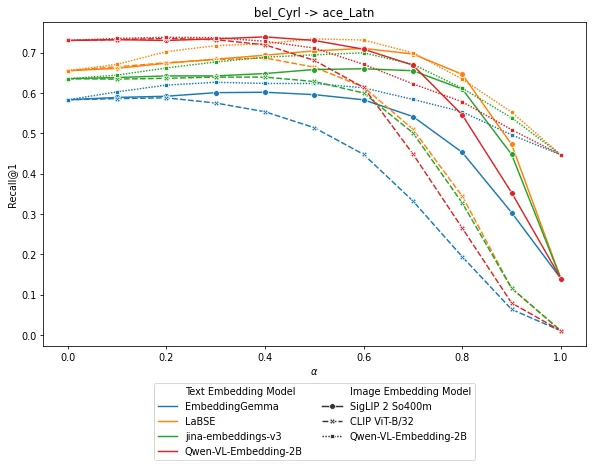 bel_Cyrl -> ace_Latn
Recall@1
0.7
0.6
0.5
0.4
0.3
0.2
0.1
0.0
0.0 0.2 0.4 0.6 0.8 1.0
α
Text Embedding Model Image Embedding Model
EmbeddingGemma SigLIP 2 So400m
LaBSE CLIP ViT-B/32
jina-embeddings-v3 Qwen-VL-Embedding-2B
Qwen-VL-Embedding-2B